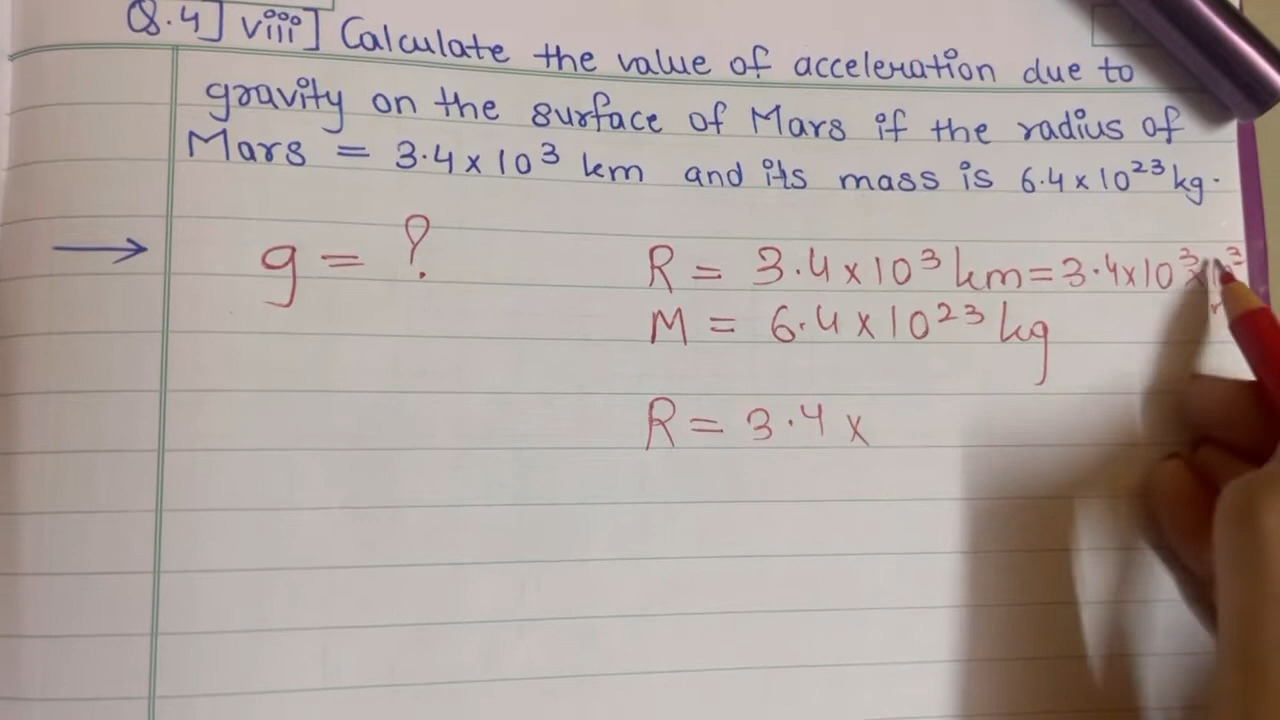 Q.4] viii] Calculate the value of acceleration due to
gravity on the surface of Mars if the radius of
Mars = 3.4 x 10³ km and its mass is 6.4 x 10²³ kg.
→ g = ? R = 3.4 x 10³ km = 3.4 x 10³ x 10³
M = 6.4 x 10²³ kg
R = 3.4 x